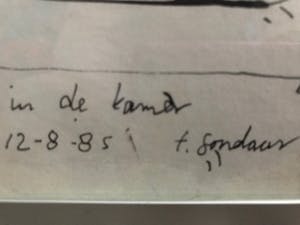 in de kamer
12-8-85 t. Sondaar